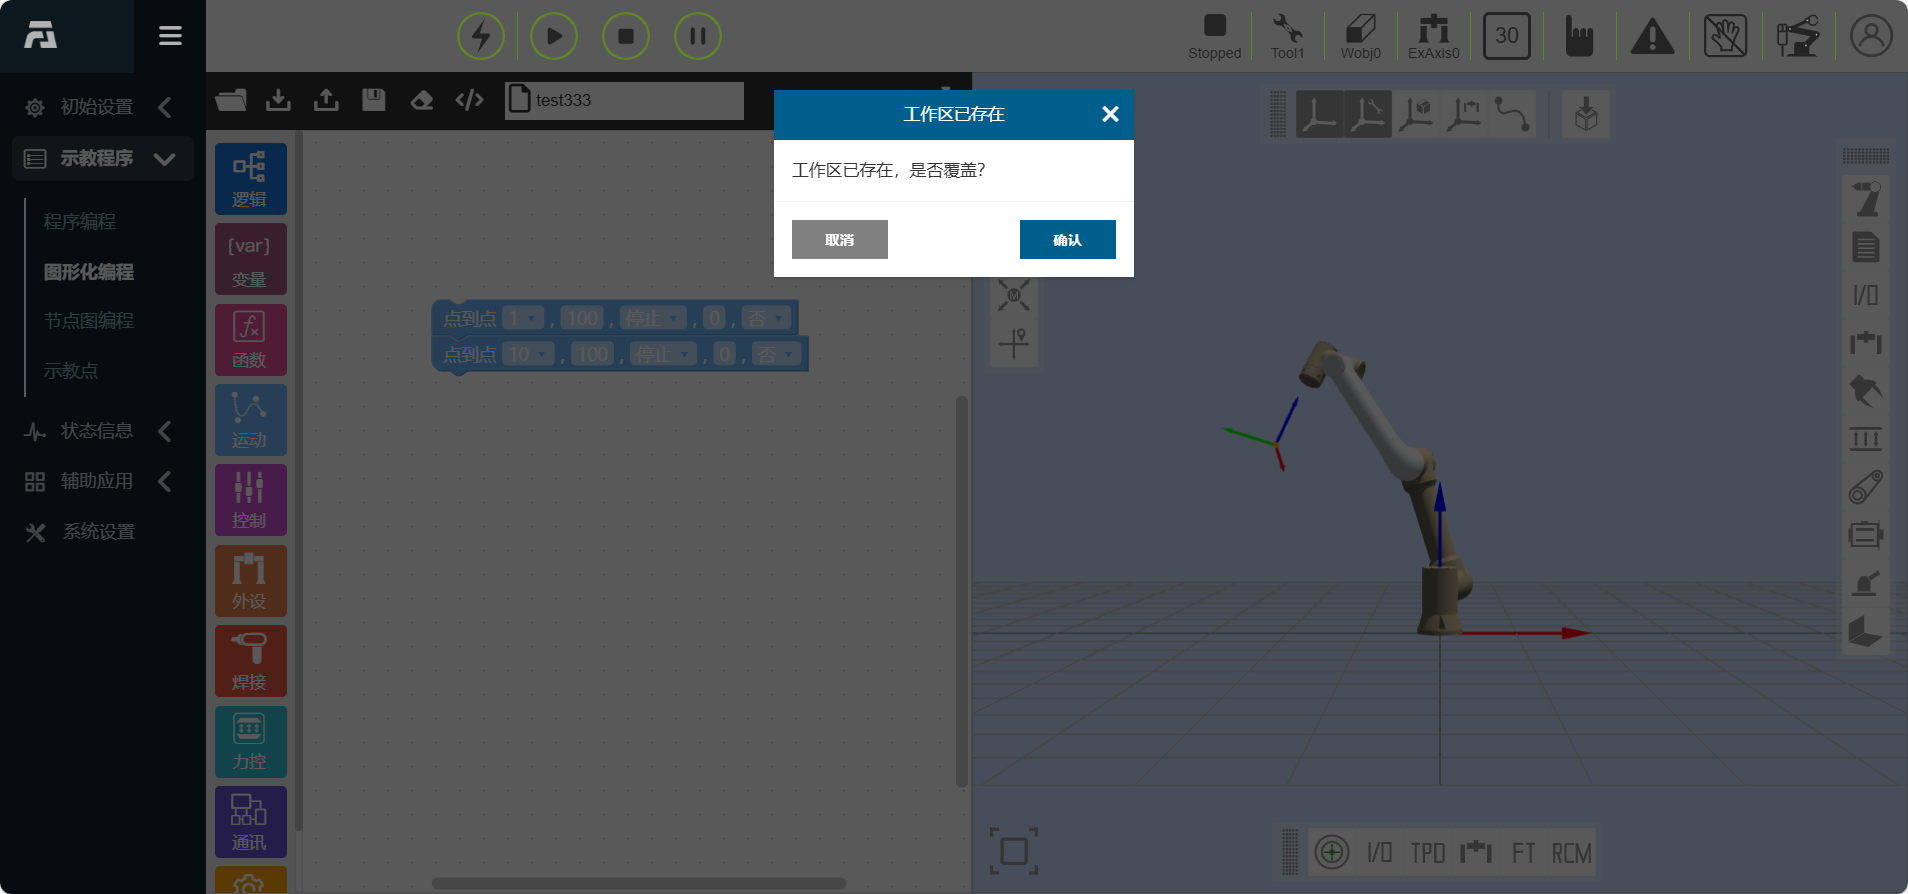 Stopped
Tool1
Wobj0
ExAxis0
30
初始设置
示教程序
程序编程
图形化编程
节点图编程
示教点
状态信息
辅助应用
系统设置
test333
逻辑
(var)
变量
fx
函数
运动
控制
外设
焊接
力控
通讯
工作区已存在
工作区已存在，是否覆盖？
取消
确认
点到点 1 , 100 , 停止 , 0 , 否
点到点 10 , 100 , 停止 , 0 , 否
M
I/O
I/O
TPD
FT
RCM